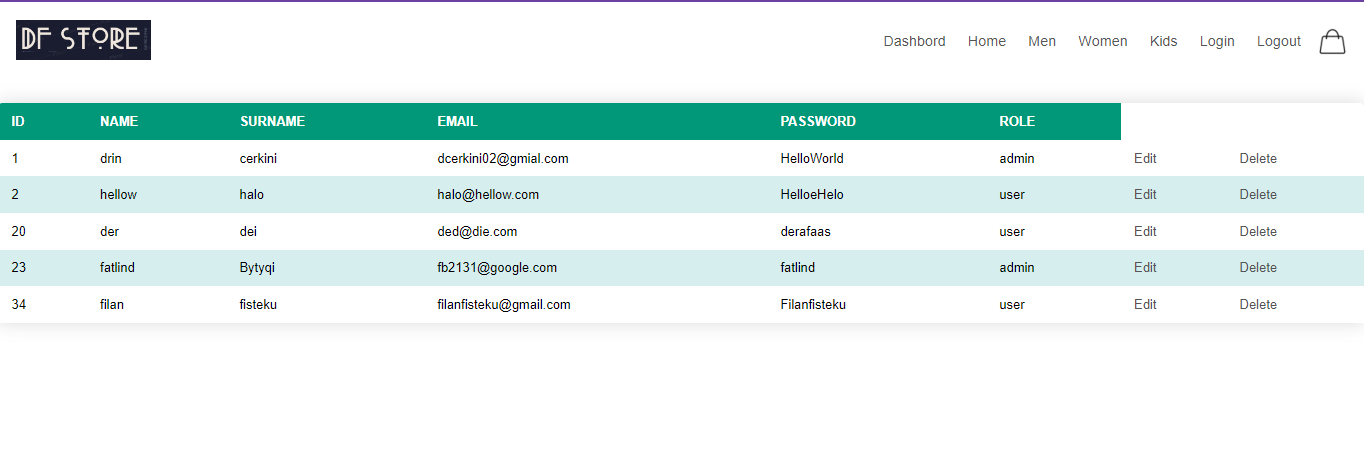 DF STORE
Dashbord Home Men Women Kids Login Logout
ID NAME SURNAME EMAIL PASSWORD ROLE
1 drin cerkini dcerkini02@gmial.com HelloWorld admin Edit Delete
2 hellow halo halo@hellow.com HelloeHelo user Edit Delete
20 der dei ded@die.com derafaas user Edit Delete
23 fatlind Bytyqi fb2131@google.com fatlind admin Edit Delete
34 filan fisteku filanfisteku@gmail.com Filanfisteku user Edit Delete